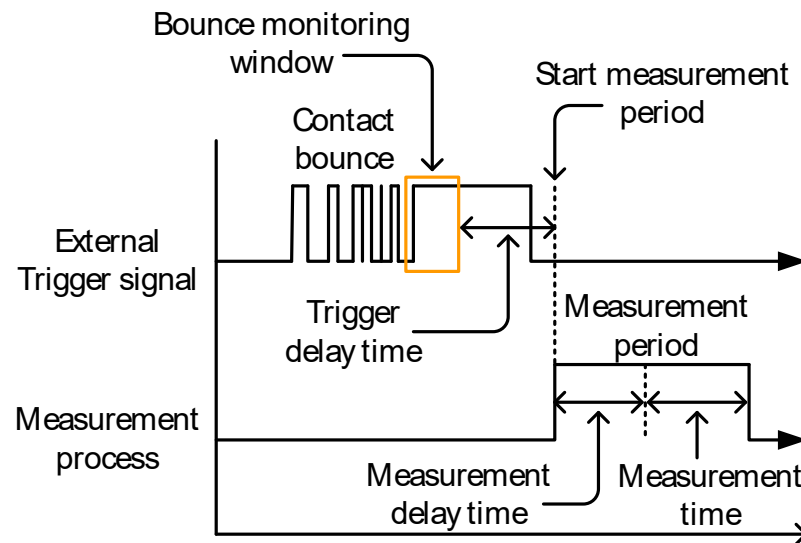 Bounce monitoring
window
Start measurement
period
Contact
bounce
External
Trigger signal
Trigger
delay time
Measurement
period
Measurement
process
Measurement
delay time
Measurement
time